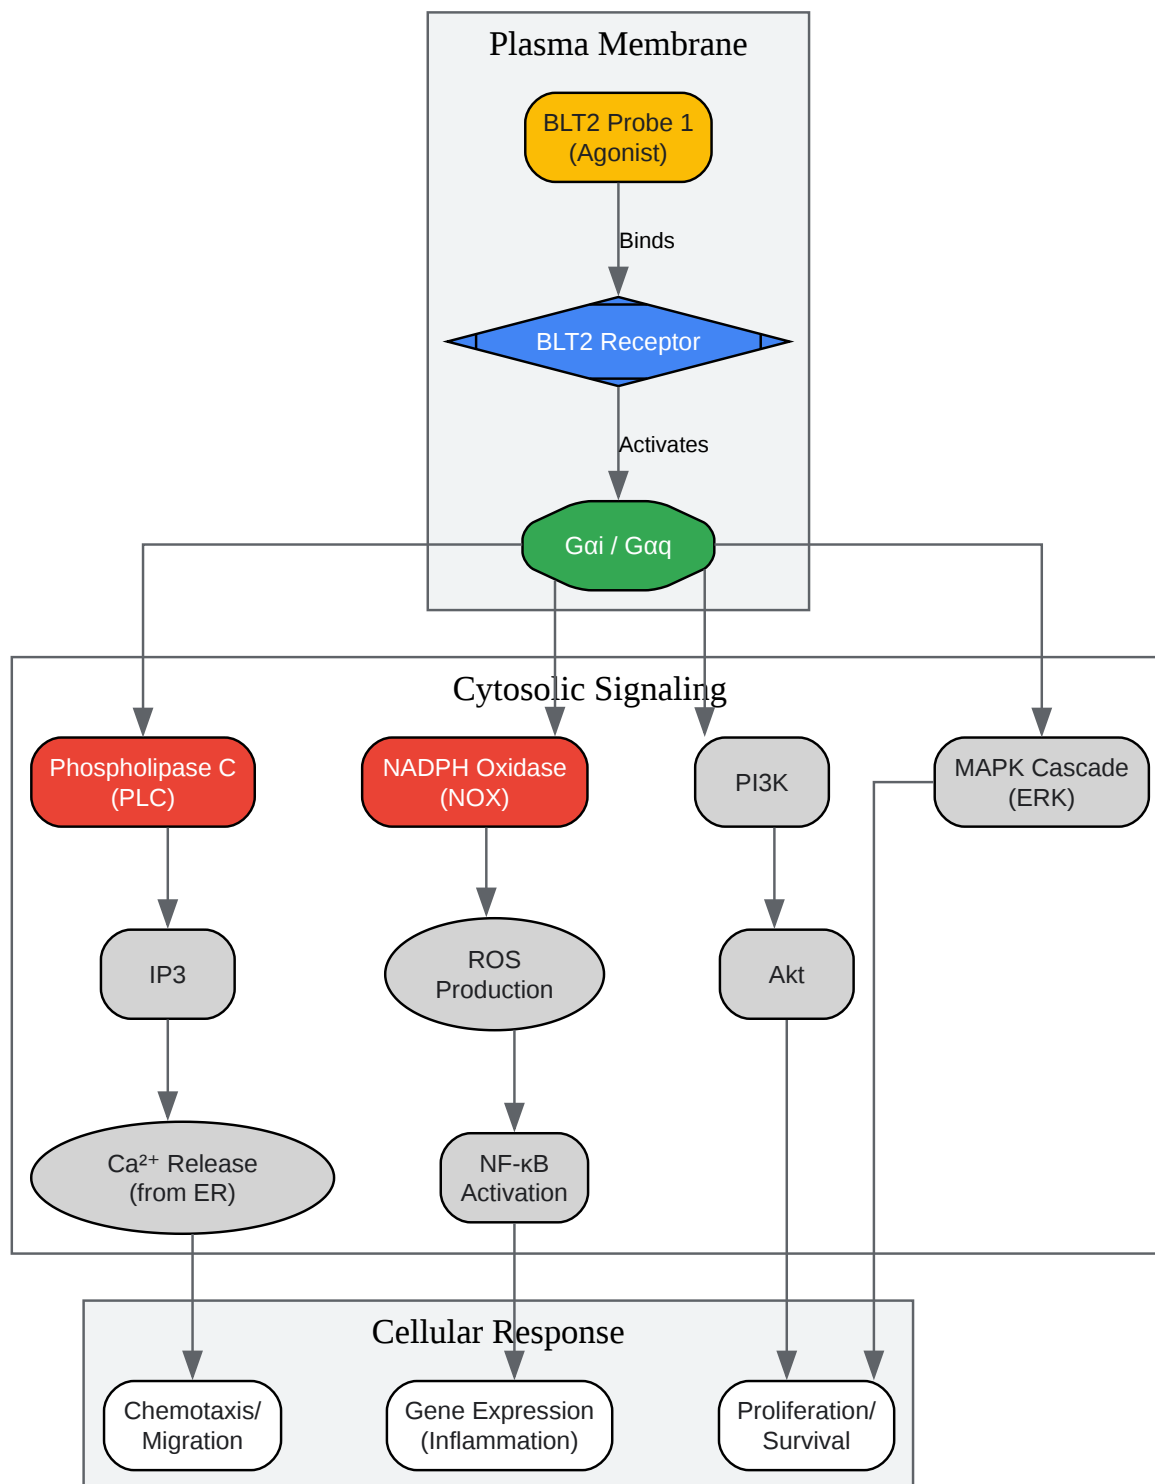 Plasma Membrane
BLT2 Probe 1
(Agonist)
Binds
BLT2 Receptor
Activates
Gαi / Gαq
Cytosolic Signaling
Phospholipase C
(PLC)
NADPH Oxidase
(NOX)
PI3K
MAPK Cascade
(ERK)
IP3
ROS
Production
Akt
Ca²⁺ Release
(from ER)
NF-κB
Activation
Cellular Response
Chemotaxis/
Migration
Gene Expression
(Inflammation)
Proliferation/
Survival